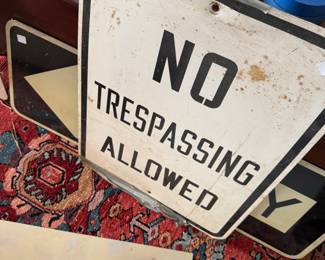 NO
TRESPASSING
ALLOWED
Y